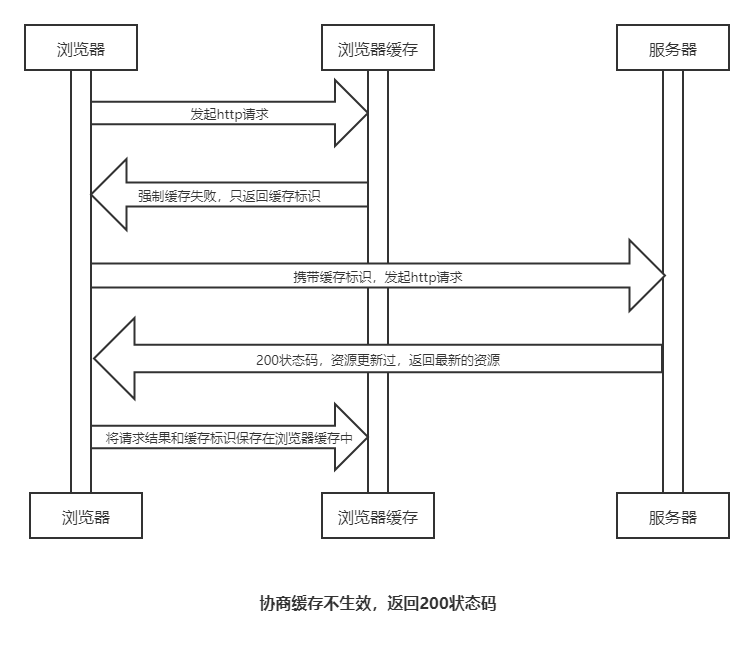 浏览器
浏览器缓存
服务器
发起http请求
强制缓存失败，只返回缓存标识
携带缓存标识，发起http请求
200状态码，资源更新过，返回最新的资源
将请求结果和缓存标识保存在浏览器缓存中
浏览器
浏览器缓存
服务器
协商缓存不生效，返回200状态码